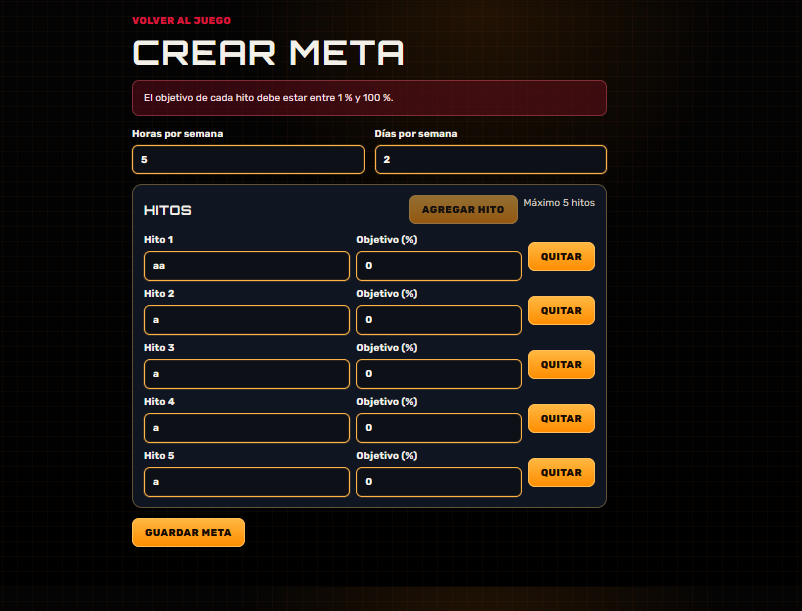 VOLVER AL JUEGO
CREAR META
El objetivo de cada hito debe estar entre 1 % y 100 %.
Horas por semana Días por semana
5 2
HITOS AGREGAR HITO Máximo 5 hitos
Hito 1 Objetivo (%)
aa 0 QUITAR
Hito 2 Objetivo (%)
a 0 QUITAR
Hito 3 Objetivo (%)
a 0 QUITAR
Hito 4 Objetivo (%)
a 0 QUITAR
Hito 5 Objetivo (%)
a 0 QUITAR
GUARDAR META